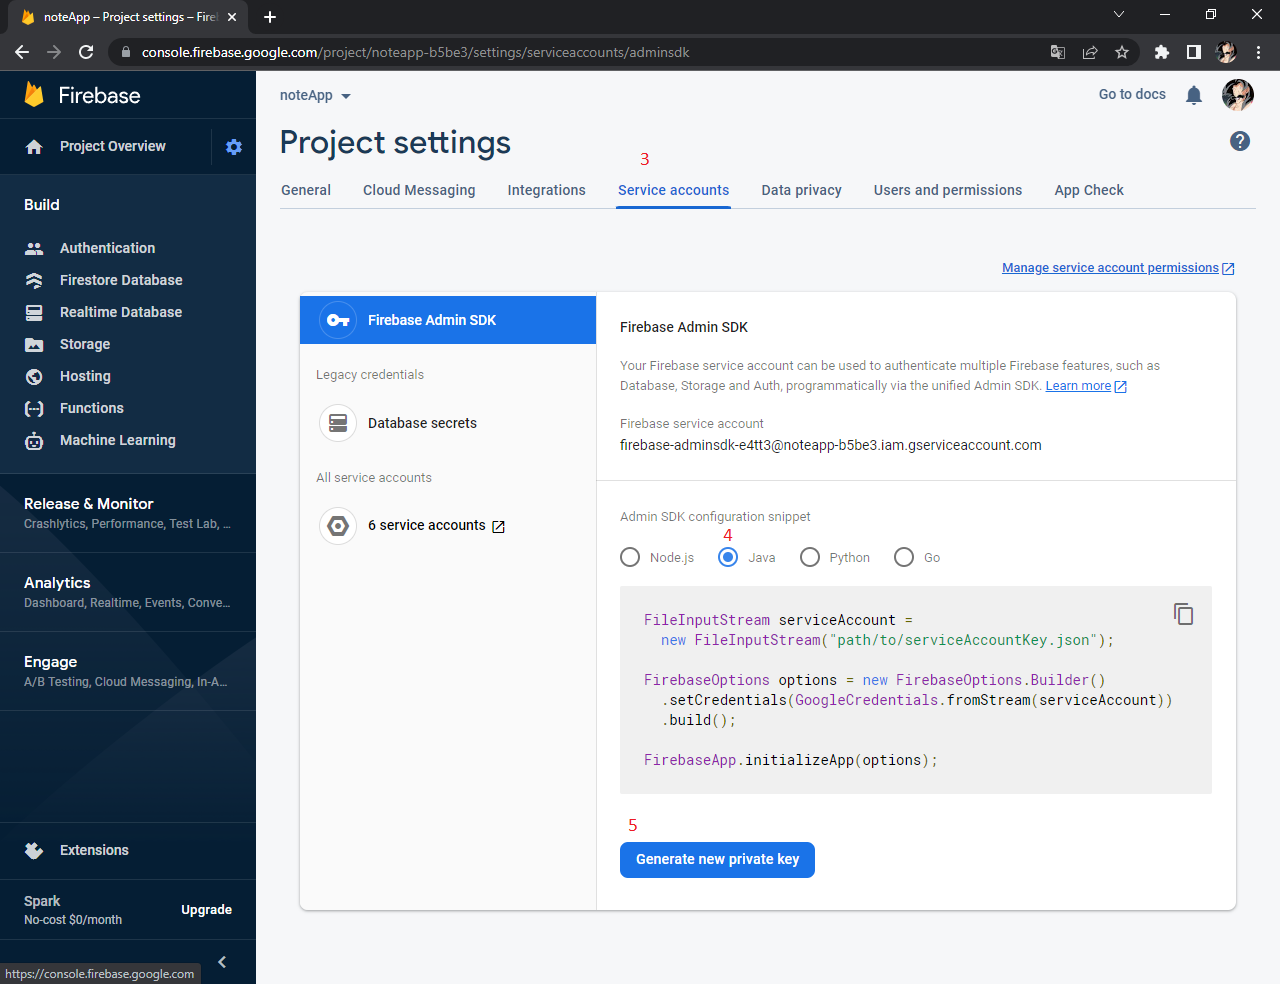 noteApp – Project settings – Fire
console.firebase.google.com/project/noteapp-b5be3/settings/serviceaccounts/adminsdk
Firebase
noteApp
Go to docs
Project Overview
Project settings
3
General
Cloud Messaging
Integrations
Service accounts
Data privacy
Users and permissions
App Check
Build
Authentication
Firestore Database
Realtime Database
Storage
Hosting
Functions
Machine Learning
Release & Monitor
Crashlytics, Performance, Test Lab, ...
Analytics
Dashboard, Realtime, Events, Conve...
Engage
A/B Testing, Cloud Messaging, In-A...
Extensions
Spark
No-cost $0/month
Upgrade
https://console.firebase.google.com
Manage service account permissions
Firebase Admin SDK
Legacy credentials
Database secrets
All service accounts
6 service accounts
Firebase Admin SDK
Your Firebase service account can be used to authenticate multiple Firebase features, such as
Database, Storage and Auth, programmatically via the unified Admin SDK. Learn more
Firebase service account
firebase-adminsdk-e4tt3@noteapp-b5be3.iam.gserviceaccount.com
Admin SDK configuration snippet
4
Node.js
Java
Python
Go
FileInputStream serviceAccount =
new FileInputStream("path/to/serviceAccountKey.json");
FirebaseOptions options = new FirebaseOptions.Builder()
.setCredentials(GoogleCredentials.fromStream(serviceAccount))
.build();
FirebaseApp.initializeApp(options);
5
Generate new private key